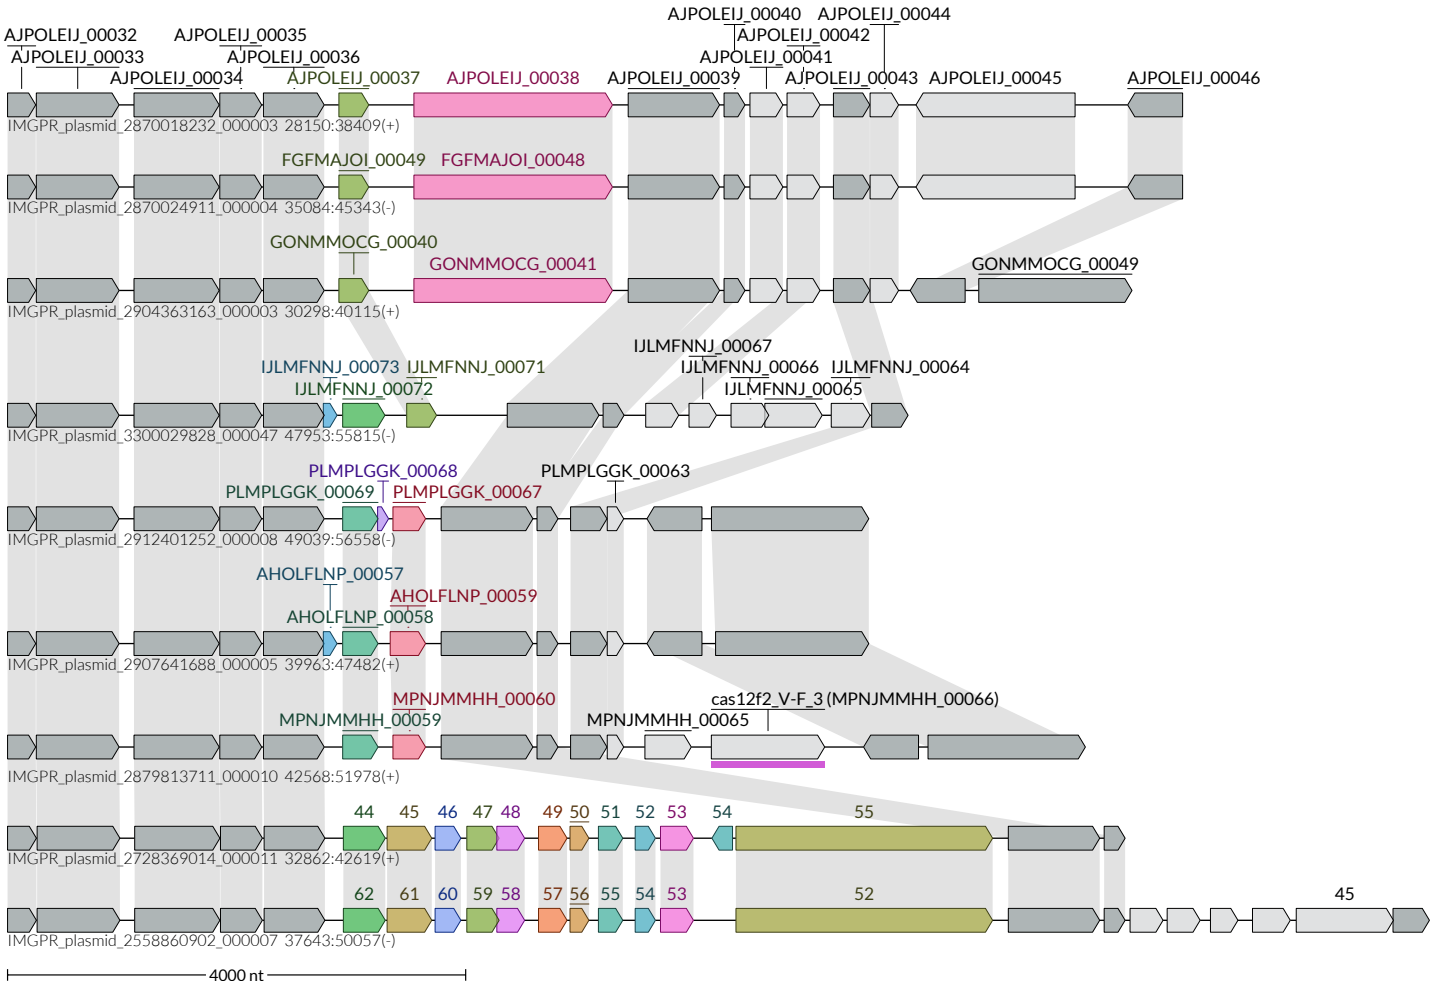 AJPOLEIJ_00040 AJPOLEIJ_00044
AJPOLEIJ_00032 AJPOLEIJ_00035 AJPOLEIJ_00042
AJPOLEIJ_00033 AJPOLEIJ_00036 AJPOLEIJ_00041
AJPOLEIJ_00034 AJPOLEIJ_00037 AJPOLEIJ_00038 AJPOLEIJ_00039 AJPOLEIJ_00043 AJPOLEIJ_00045 AJPOLEIJ_00046
IMGPR_plasmid_2870018232_000003 28150:38409(+)
FGFMAJOI_00049 FGFMAJOI_00048
IMGPR_plasmid_2870024911_000004 35084:45343(-)
GONMMOCG_00040
GONMMOCG_00041 GONMMOCG_00049
IMGPR_plasmid_2904363163_000003 30298:40115(+)
IJLMFNNJ_00067
IJLMFNNJ_00073 IJLMFNNJ_00071 IJLMFNNJ_00066 IJLMFNNJ_00064
IJLMFNNJ_00072 IJLMFNNJ_00065
IMGPR_plasmid_3300029828_000047 47953:55815(-)
PLMPLGGK_00068 PLMPLGGK_00063
PLMPLGGK_00069 PLMPLGGK_00067
IMGPR_plasmid_2912401252_000008 49039:56558(-)
AHOLFLNP_00057
AHOLFLNP_00059
AHOLFLNP_00058
IMGPR_plasmid_2907641688_000005 39963:47482(+)
MPNJMMHH_00060 cas12f2_V-F_3 (MPNJMMHH_00066)
MPNJMMHH_00059 MPNJMMHH_00065
IMGPR_plasmid_2879813711_000010 42568:51978(+)
44 45 46 47 48 49 50 51 52 53 54 55
IMGPR_plasmid_2728369014_000011 32862:42619(+)
62 61 60 59 58 57 56 55 54 53 52 45
IMGPR_plasmid_2558860902_000007 37643:50057(-)
4000 nt